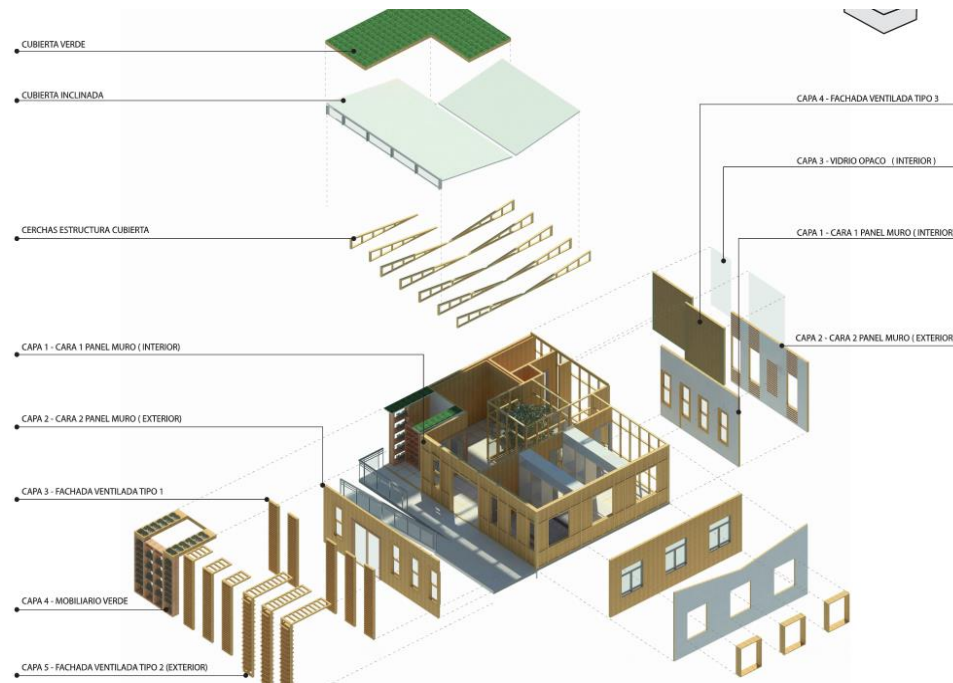 CUBIERTA VERDE
CUBIERTA INCLINADA
CERCHAS ESTRUCTURA CUBIERTA
CAPA 1 - CARA 1 PANEL MURO ( INTERIOR)
CAPA 2 - CARA 2 PANEL MURO ( EXTERIOR)
CAPA 3 - FACHADA VENTILADA TIPO 1
CAPA 4 - MOBILIARIO VERDE
CAPA 5 - FACHADA VENTILADA TIPO 2 (EXTERIOR)
CAPA 4 - FACHADA VENTILADA TIPO 3
CAPA 3 - VIDRIO OPACO ( INTERIOR )
CAPA 1 - CARA 1 PANEL MURO ( INTERIOR)
CAPA 2 - CARA 2 PANEL MURO ( EXTERIOR